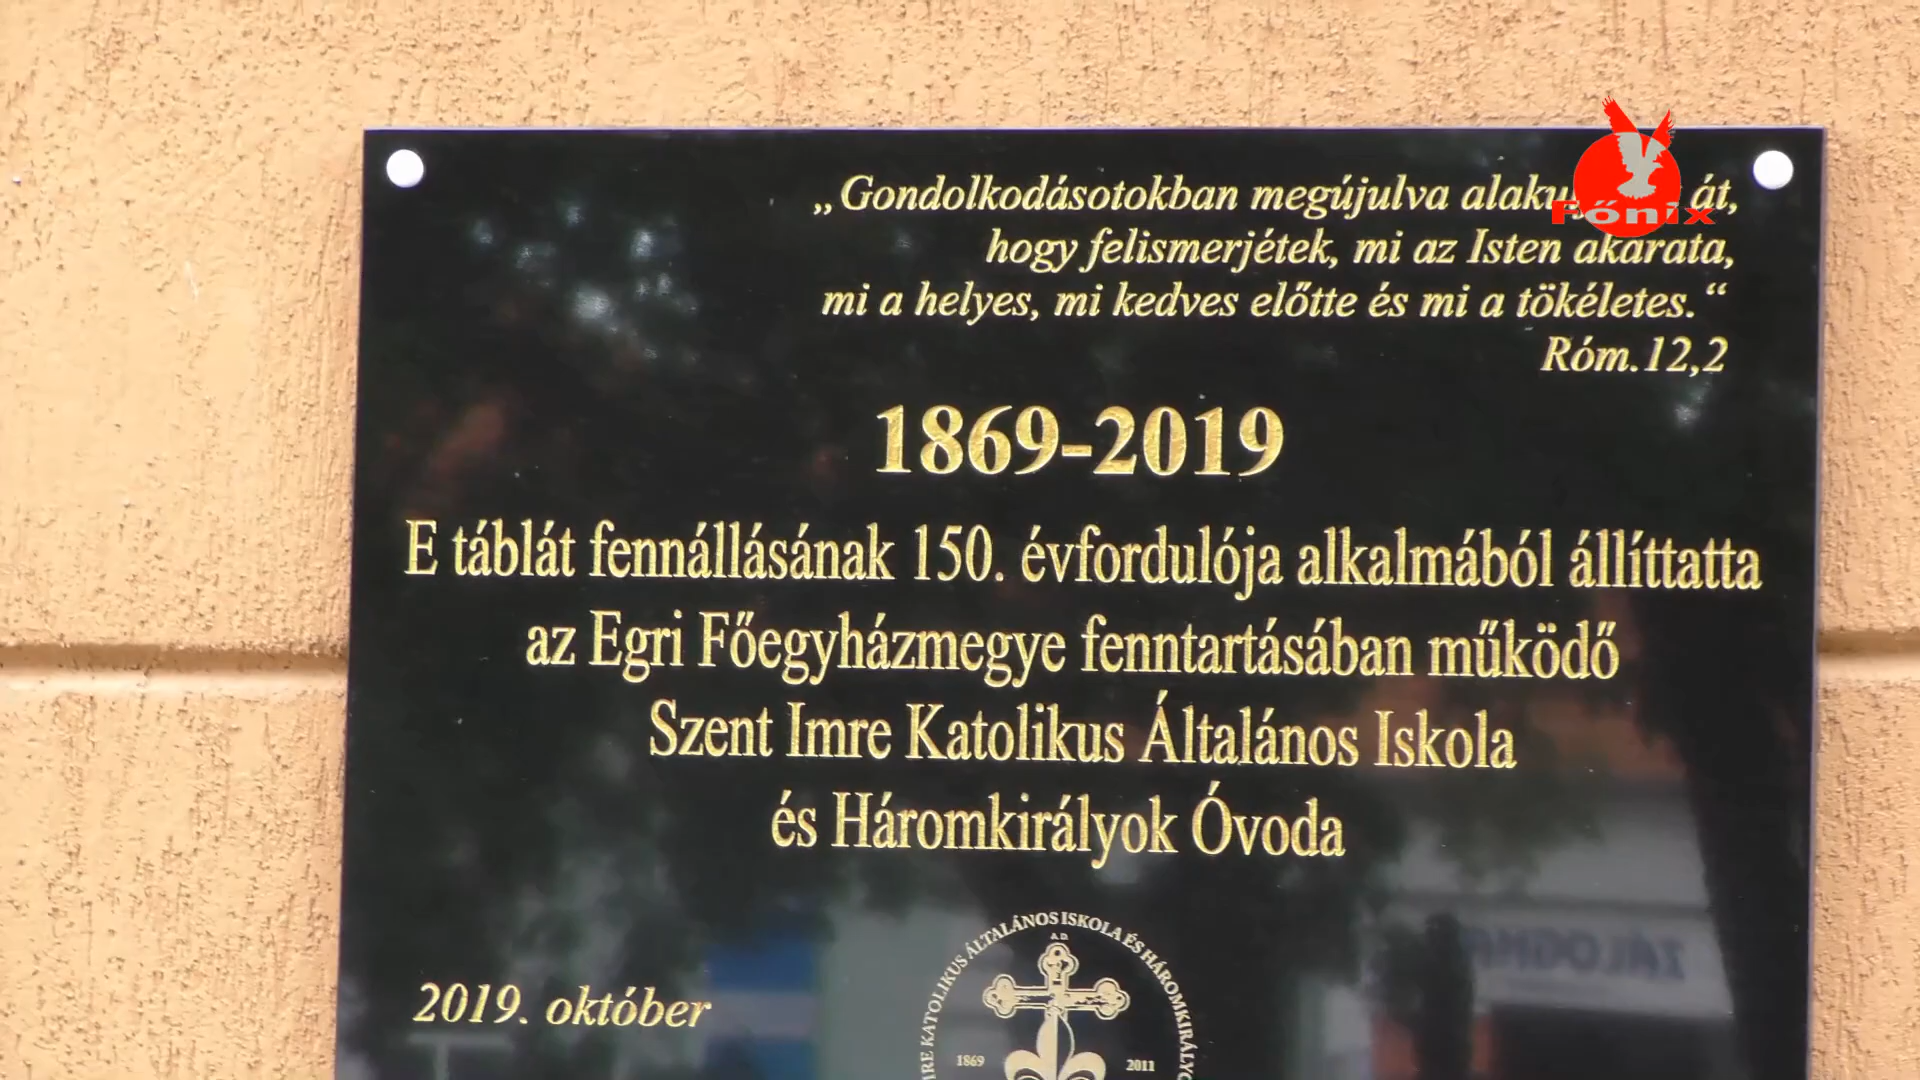 „Gondolkodásotokban megújulva át,
hogy felismerjétek, mi az Isten akarata,
mi a helyes, mi kedves előtte és mi a tökéletes.“
Róm.12,2
Főnix
1869-2019
E táblát fennállásának 150. évfordulója alkalmából állíttatta
az Egri Főegyházmegye fenntartásában működő
Szent Imre Katolikus Általános Iskola
és Háromkirályok Óvoda
KATOLIKUS ÁLTALÁNOS ISKOLA ÉS
A.D.
1869 2011
2019. október